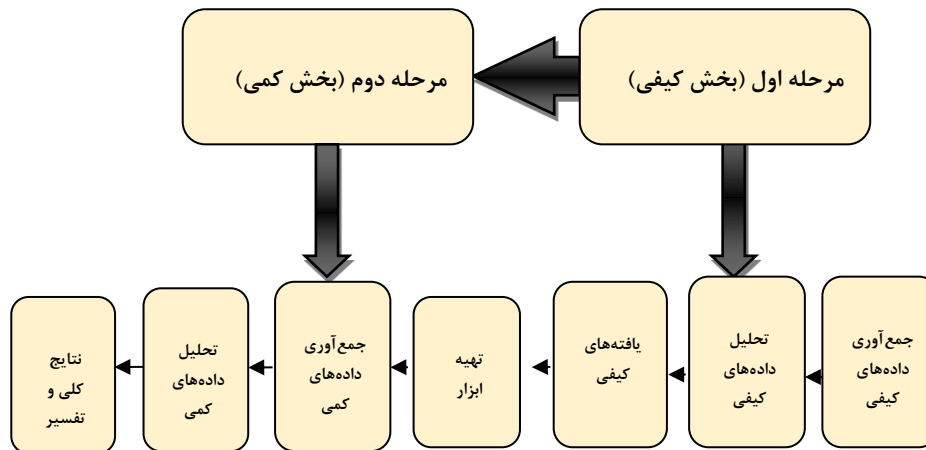 مرحله اول (بخش کیفی)
مرحله دوم (بخش کمی)
جمع‌آوری
داده‌های
کیفی
تحلیل
داده‌های
کیفی
یافته‌های
کیفی
تهیه
ابزار
جمع‌آوری
داده‌های
کمی
تحلیل
داده‌های
کمی
نتایج
کلی و
تفسیر